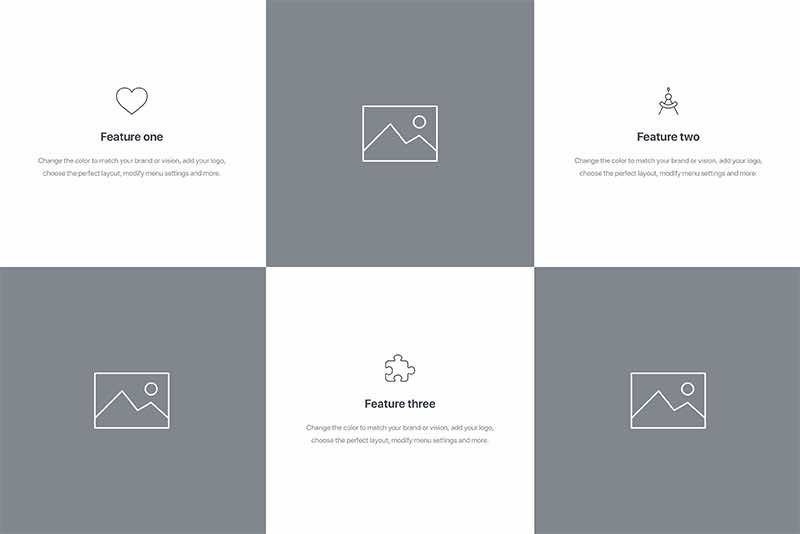 Feature one
Change the color to match your brand or vision, add your logo,
choose the perfect layout, modify menu settings and more.
Feature two
Change the color to match your brand or vision, add your logo,
choose the perfect layout, modify menu settings and more.
Feature three
Change the color to match your brand or vision, add your logo,
choose the perfect layout, modify menu settings and more.